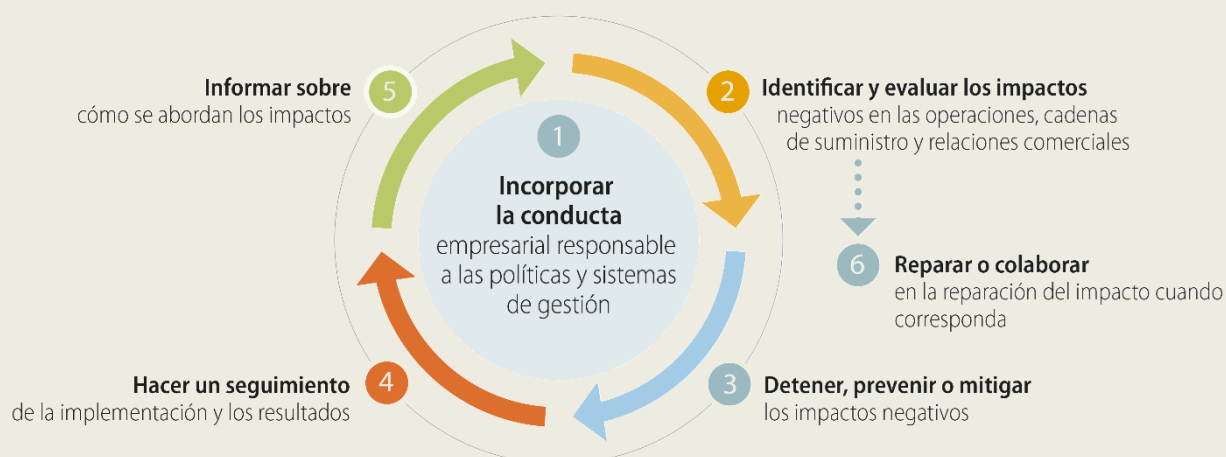 1
Incorporar
la conducta
empresarial responsable
a las políticas y sistemas
de gestión
2
Identificar y evaluar los impactos
negativos en las operaciones, cadenas
de suministro y relaciones comerciales
3
Detener, prevenir o mitigar
los impactos negativos
4
Hacer un seguimiento
de la implementación y los resultados
5
Informar sobre
cómo se abordan los impactos
6
Reparar o colaborar
en la reparación del impacto cuando
corresponda